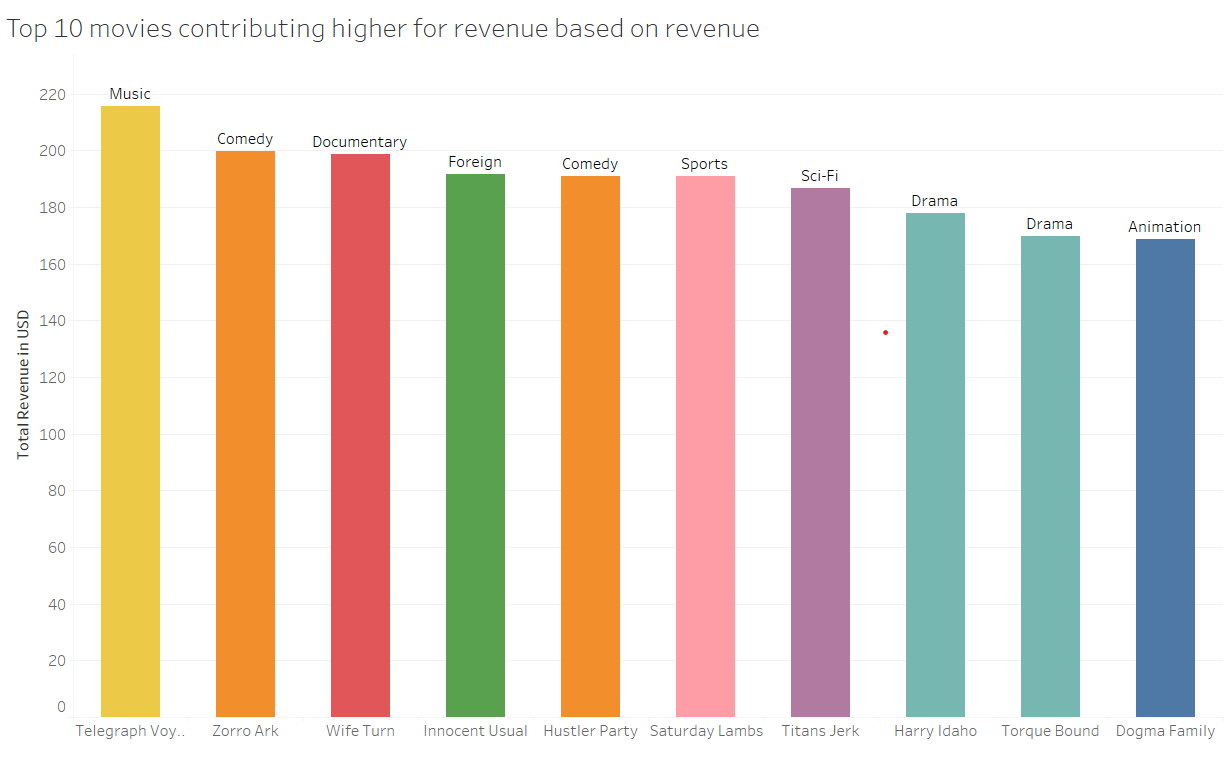 Top 10 movies contributing higher for revenue based on revenue
Music
220
Comedy
Documentary
200
Foreign
Comedy
Sports
Sci-Fi
180
Drama
Drama
Animation
160
140
120
100
80
60
40
20
0
Total Revenue in USD
Telegraph Voy..
Zorro Ark
Wife Turn
Innocent Usual
Hustler Party
Saturday Lambs
Titans Jerk
Harry Idaho
Torque Bound
Dogma Family